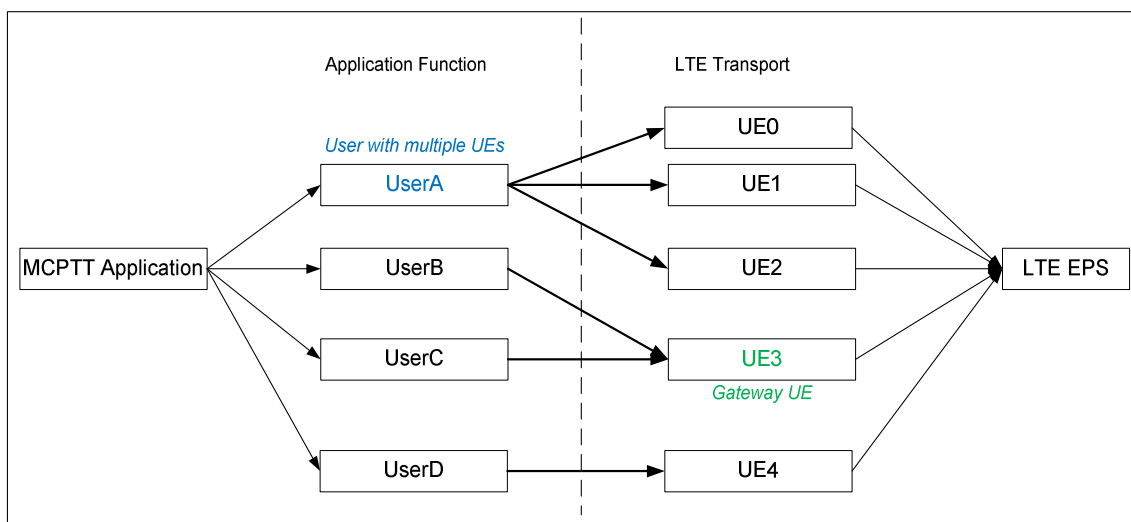 Application Function
LTE Transport
UE0
User with multiple UEs
UserA
UE1
MCPTT Application
UserB
UE2
LTE EPS
UserC
UE3
Gateway UE
UserD
UE4